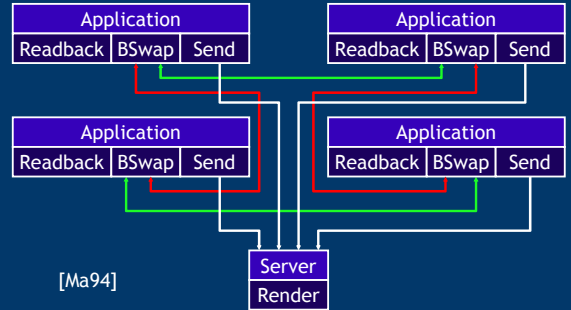 Application Application
Readback BSwap Send Readback BSwap Send
Application Application
Readback BSwap Send Readback BSwap Send
Server
[Ma94]
Render